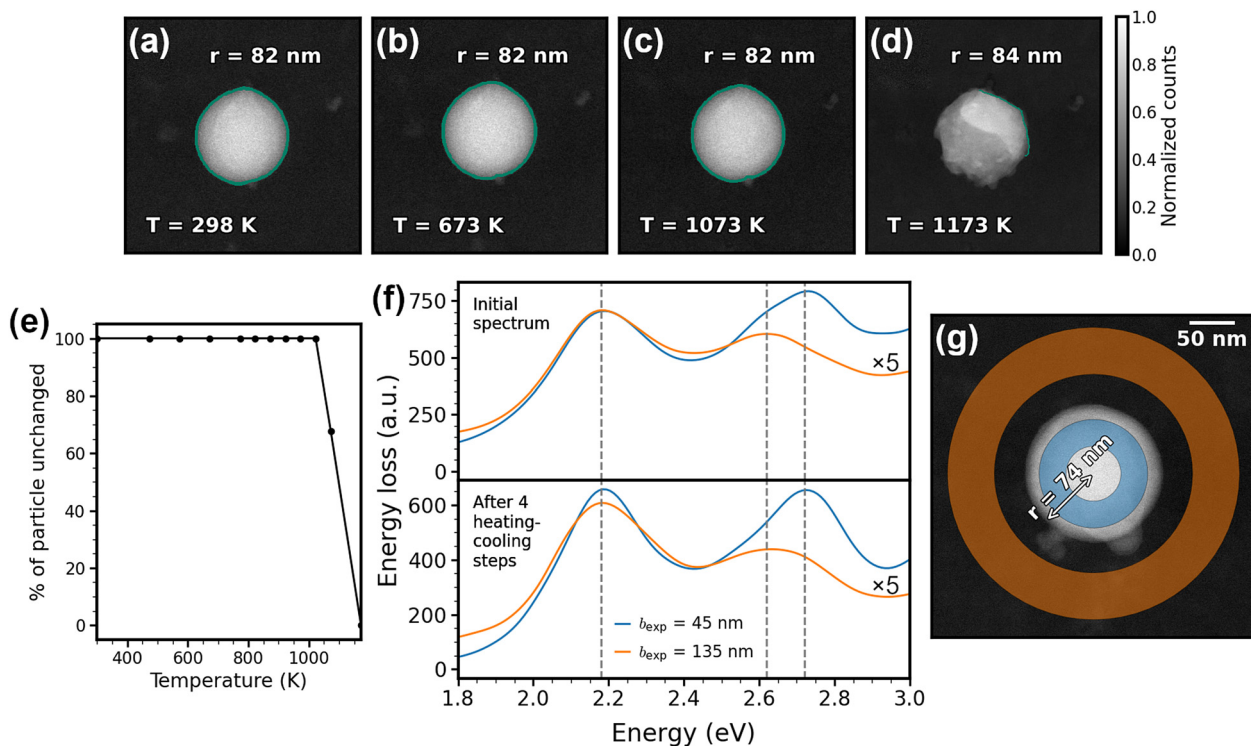 (a)
r = 82 nm
T = 298 K
(b)
r = 82 nm
T = 673 K
(c)
r = 82 nm
T = 1073 K
(d)
r = 84 nm
T = 1173 K
1.0
0.8
0.6
0.4
0.2
0.0
Normalized counts
(e)
% of particle unchanged
100
80
60
40
20
0
400
600
800
1000
Temperature (K)
(f)
Energy loss (a.u.)
750
500
250
0
Initial
spectrum
×5
600
400
200
0
After 4
heating-
cooling
steps
×5
b_exp = 45 nm
b_exp = 135 nm
1.8
2.0
2.2
2.4
2.6
2.8
3.0
Energy (eV)
(g)
50 nm
r = 74 nm